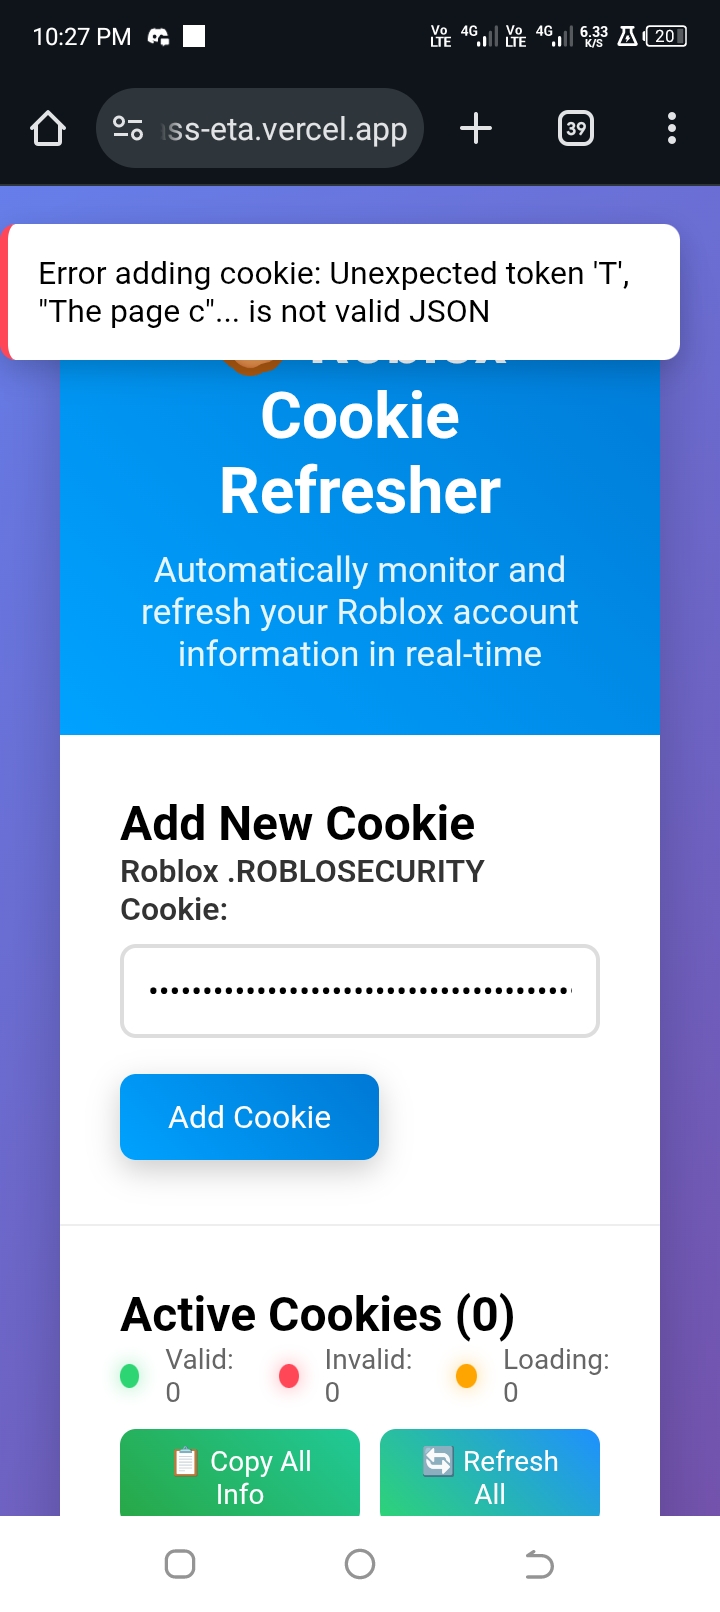 10:27 PM
Vo LTE 4G Vo LTE 4G 6.33 K/S 20
ss-eta.vercel.app
39
Error adding cookie: Unexpected token 'T',
"The page c"... is not valid JSON
Roblox
Cookie
Refresher
Automatically monitor and
refresh your Roblox account
information in real-time
Add New Cookie
Roblox .ROBLOSECURITY
Cookie:
••••••••••••••••••••••••••••••••••••••••
Add Cookie
Active Cookies (0)
Valid:
0
Invalid:
0
Loading:
0
Copy All
Info
Refresh
All